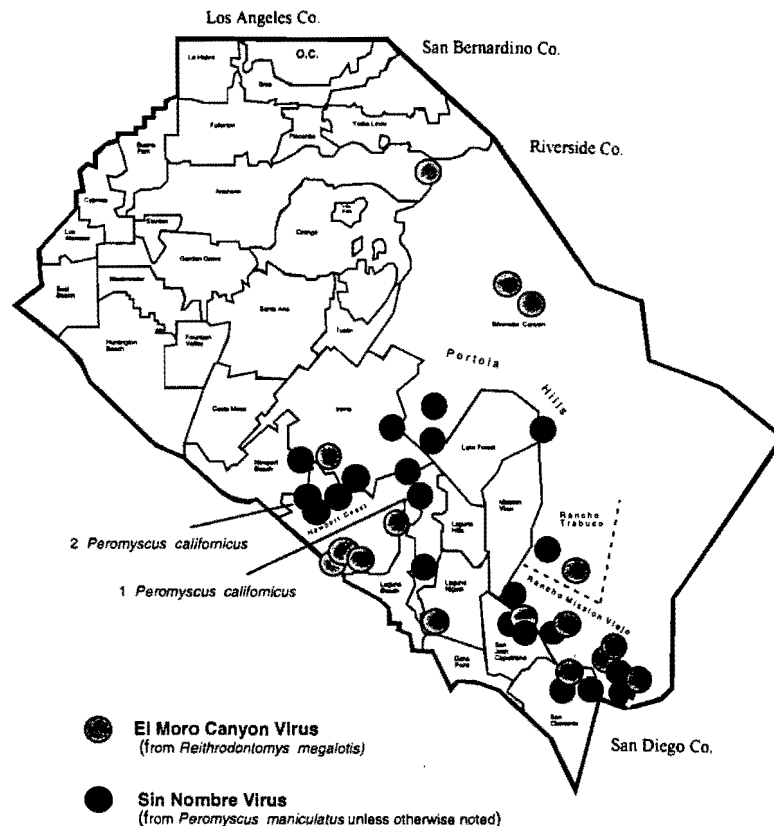 Los Angeles Co.
San Bernardino Co.
La Habra
O.C.
Brea
Fullerton
Placentia
Yorba Linda
Riverside Co.
Buena Park
Anaheim
Cypress
Stanton
Orange
Los Alamitos
Garden Grove
Seal Beach
Westminster
Santa Ana
Tustin
Silverado Canyon
Huntington Beach
Fountain Valley
Portola Hills
Costa Mesa
Irvine
Lake Forest
Newport Beach
Mission Viejo
Rancho Trabuco
Newport Coast
Laguna Hills
2 Peromyscus californicus
1 Peromyscus californicus
Laguna Beach
Laguna Niguel
Rancho Mission Viejo
San Juan Capistrano
Dana Point
San Clemente
San Diego Co.
El Moro Canyon Virus
(from Reithrodontomys megalotis)
Sin Nombre Virus
(from Peromyscus maniculatus unless otherwise noted)